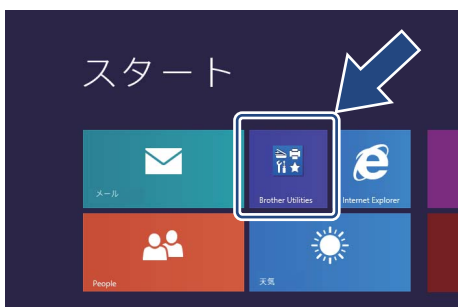 スタート
メール
Brother Utilities
Internet Explorer
People
天気